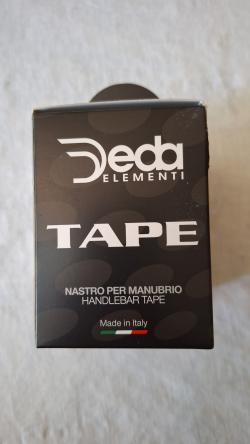 Deda
ELEMENTI
TAPE
NASTRO PER MANUBRIO
HANDLEBAR TAPE
Made in Italy